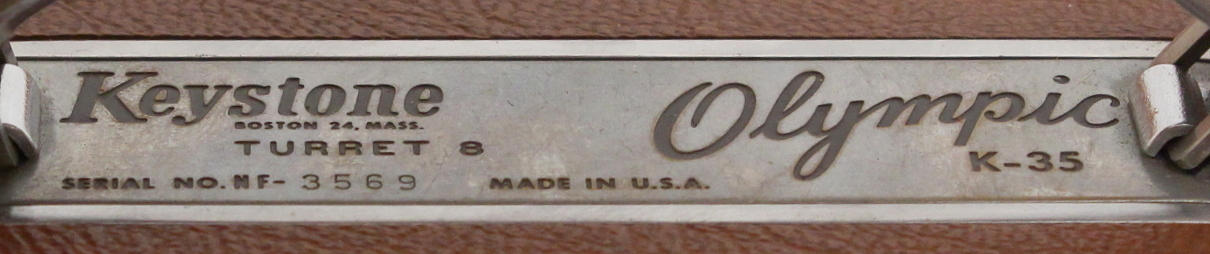 Keystone
BOSTON 24, MASS.
TURRET 8
SERIAL NO. NF- 3569
MADE IN U.S.A.
Olympic
K-35